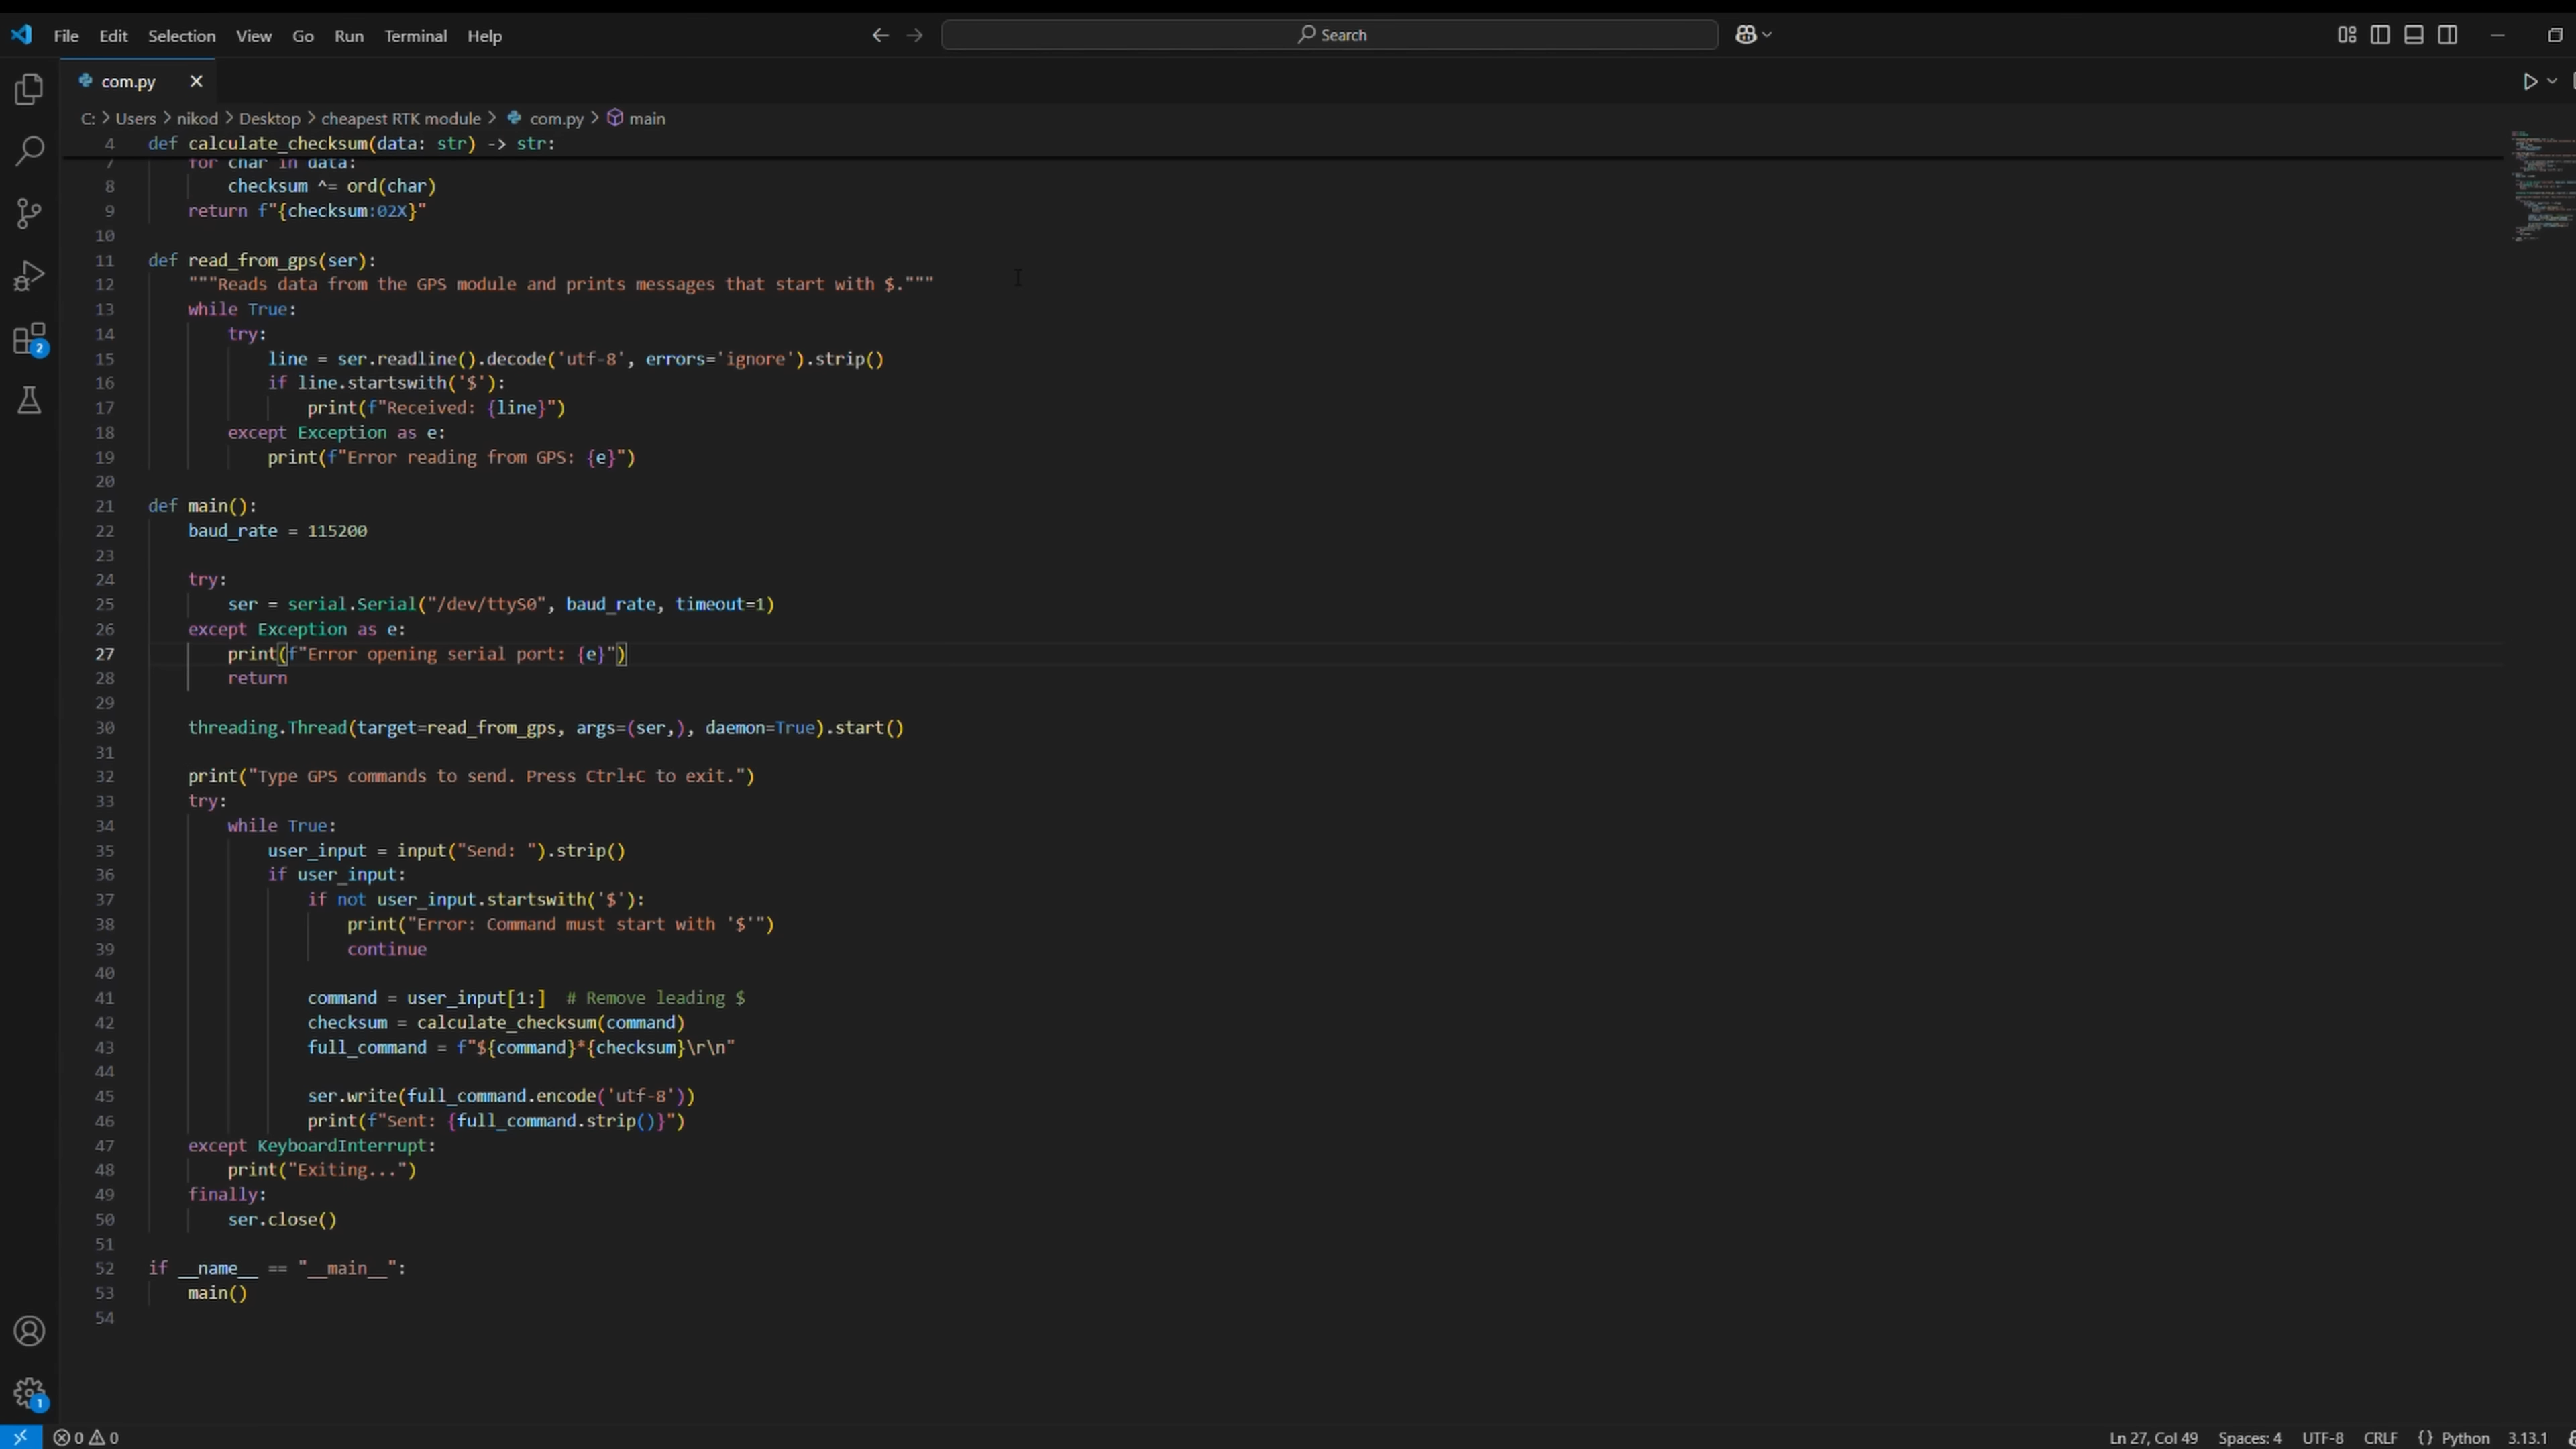 File Edit Selection View Go Run Terminal Help
Search
com.py
C: > Users > nikod > Desktop > cheapest RTK module > com.py > main
4 def calculate_checksum(data: str) -> str:
7 for char in data:
8 checksum ^= ord(char)
9 return f"{checksum:02X}"
10
11 def read_from_gps(ser):
12 """Reads data from the GPS module and prints messages that start with $."""
13 while True:
14 try:
15 line = ser.readline().decode('utf-8', errors='ignore').strip()
16 if line.startswith('$'):
17 print(f"Received: {line}")
18 except Exception as e:
19 print(f"Error reading from GPS: {e}")
20
21 def main():
22 baud_rate = 115200
23
24 try:
25 ser = serial.Serial("/dev/ttyS0", baud_rate, timeout=1)
26 except Exception as e:
27 print(f"Error opening serial port: {e}")
28 return
29
30 threading.Thread(target=read_from_gps, args=(ser,), daemon=True).start()
31
32 print("Type GPS commands to send. Press Ctrl+C to exit.")
33 try:
34 while True:
35 user_input = input("Send: ").strip()
36 if user_input:
37 if not user_input.startswith('$'):
38 print("Error: Command must start with '$'")
39 continue
40
41 command = user_input[1:]  # Remove leading $
42 checksum = calculate_checksum(command)
43 full_command = f"${command}*{checksum}\r\n"
44
45 ser.write(full_command.encode('utf-8'))
46 print(f"Sent: {full_command.strip()}")
47 except KeyboardInterrupt:
48 print("Exiting...")
49 finally:
50 ser.close()
51
52 if __name__ == "__main__":
53 main()
54
2
1
0 0
Ln 27, Col 49 Spaces: 4 UTF-8 CRLF {} Python 3.13.1